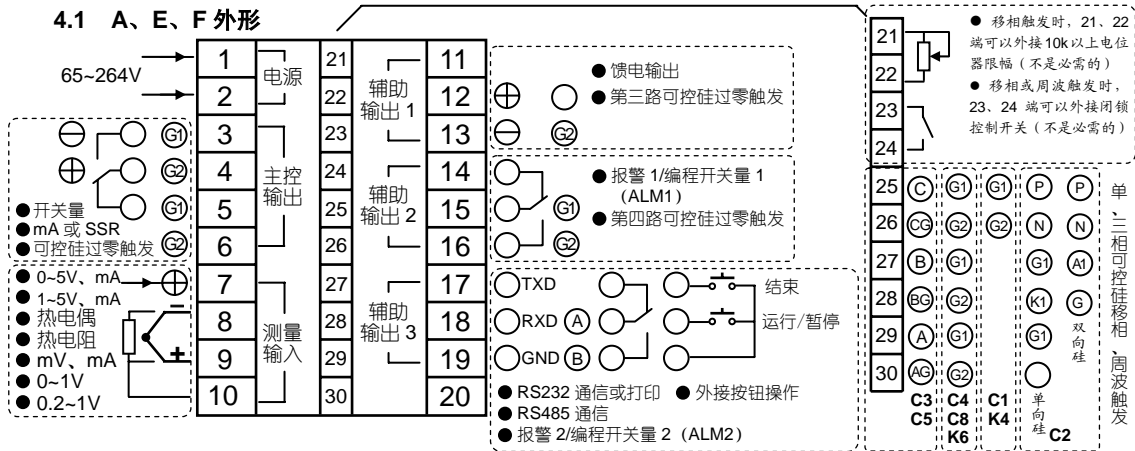 4.1 A、E、F 外形
65~264V
⊖ G1
⊕ G2
G1
G2
●开关量
●mA 或 SSR
●可控硅过零触发
● 0~5V、mA
● 1~5V、mA
● 热电偶
● 热电阻
● mV、mA
● 0~1V
● 0.2~1V
⊕
−
+
1
2
3
4
5
6
7
8
9
10
电源
主控
输出
测量
输入
21
22
23
24
25
26
27
28
29
30
辅助
输出 1
辅助
输出 2
辅助
输出 3
11
12
13
14
15
16
17
18
19
20
● 馈电输出
● 第三路可控硅过零触发
⊕
⊖ G2
● 报警 1/编程开关量 1
(ALM1)
● 第四路可控硅过零触发
G1
G2
TXD
RXD A
GND B
结束
运行/暂停
● RS232 通信或打印 ● 外接按钮操作
● RS485 通信
● 报警 2/编程开关量 2 (ALM2)
21
22
23
24
● 移相触发时，21、22
端可以外接10k以上电位
器限幅（不是必需的）
● 移相或周波触发时，
23、24 端可以外接闭锁
控制开关（不是必需的）
25 C G1 G1 P P
26 CG G2 G2 N N
27 B G1 G1 A1
28 BG G2 K1 G
29 A G1 G1
30 AG G2
双向硅
单向硅
C3
C5
C4
C8
K6
C1
K4
C2
单、三相可控硅移相、周波触发